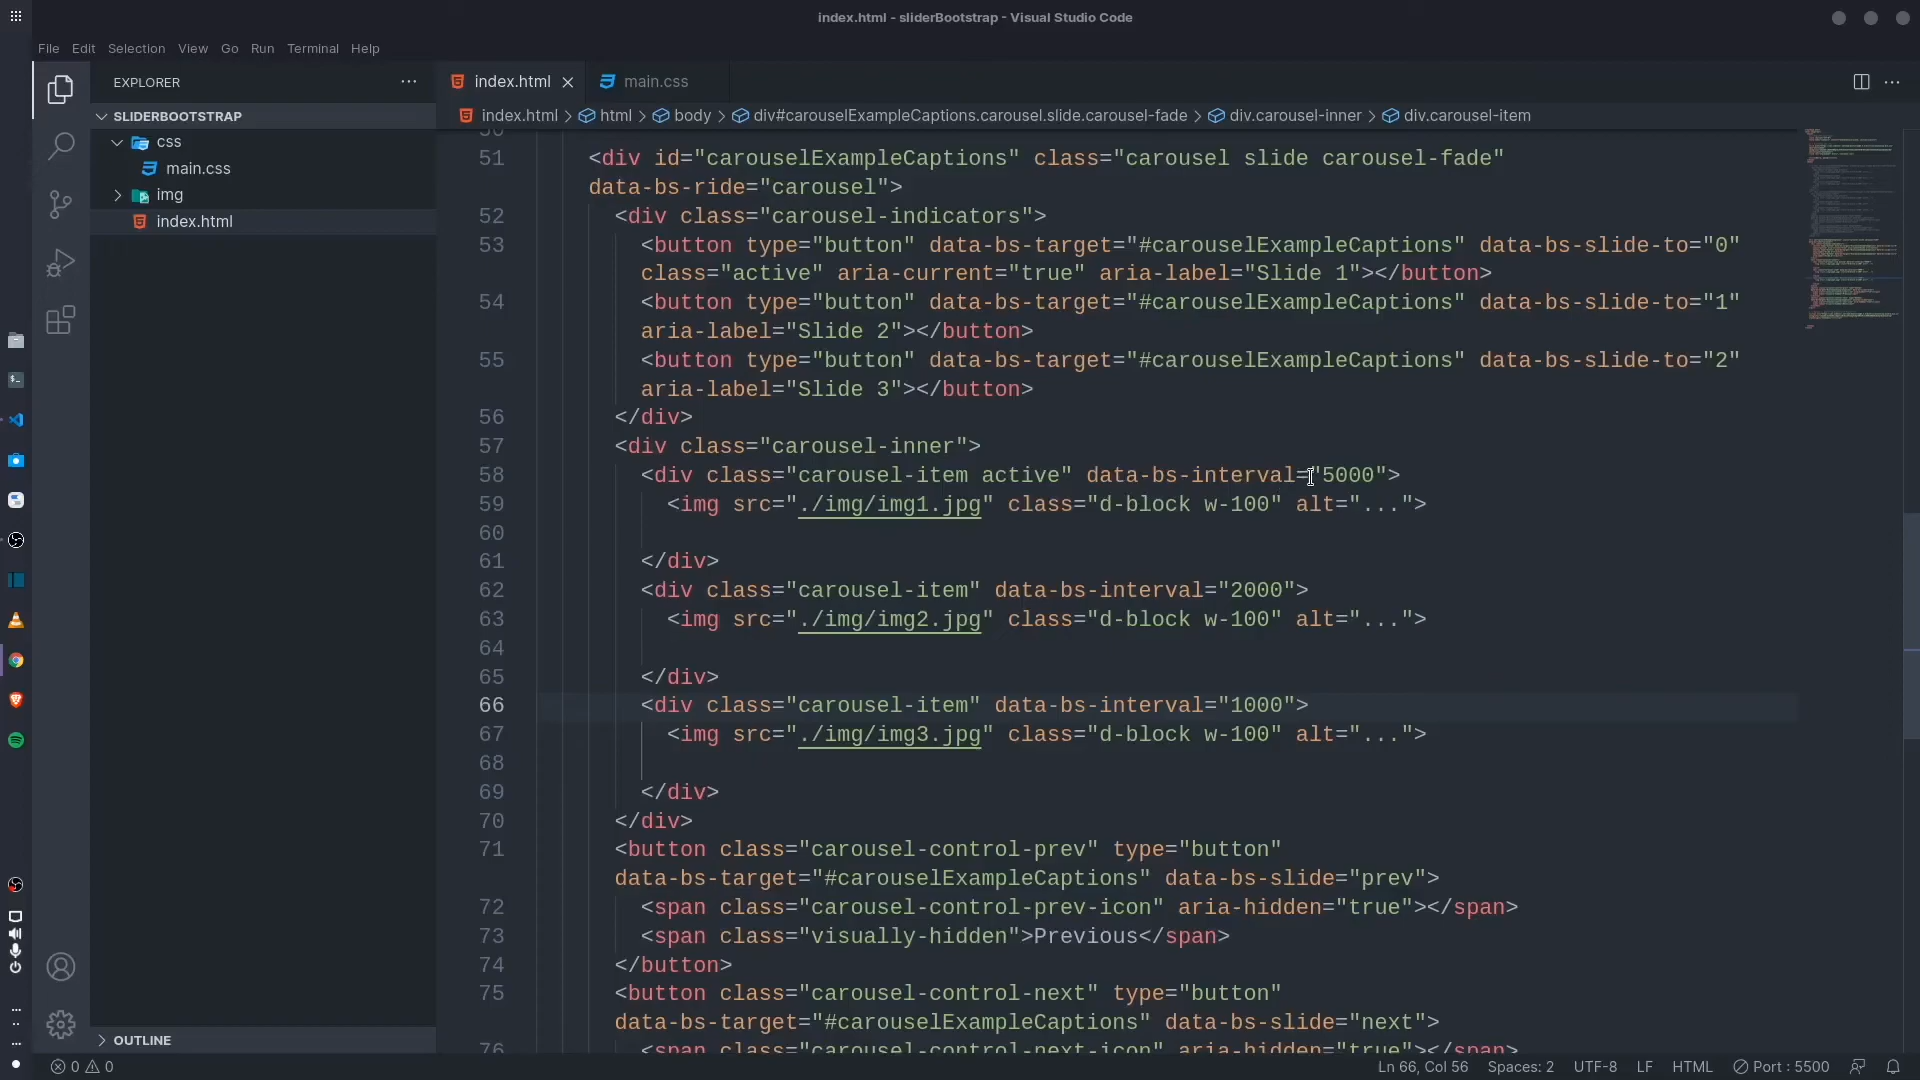 index.html - sliderBootstrap - Visual Studio Code
File Edit Selection View Go Run Terminal Help
EXPLORER
index.html
main.css
SLIDERBOOTSTRAP
index.html > html > body > div#carouselExampleCaptions.carousel.slide.carousel-fade > div.carousel-inner > div.carousel-item
css
main.css
img
index.html
50
51 <div id="carouselExampleCaptions" class="carousel slide carousel-fade"
data-bs-ride="carousel">
52 <div class="carousel-indicators">
53 <button type="button" data-bs-target="#carouselExampleCaptions" data-bs-slide-to="0"
class="active" aria-current="true" aria-label="Slide 1"></button>
54 <button type="button" data-bs-target="#carouselExampleCaptions" data-bs-slide-to="1"
aria-label="Slide 2"></button>
55 <button type="button" data-bs-target="#carouselExampleCaptions" data-bs-slide-to="2"
aria-label="Slide 3"></button>
56 </div>
57 <div class="carousel-inner">
58 <div class="carousel-item active" data-bs-interval="5000">
59 <img src="./img/img1.jpg" class="d-block w-100" alt="...">
60
61 </div>
62 <div class="carousel-item" data-bs-interval="2000">
63 <img src="./img/img2.jpg" class="d-block w-100" alt="...">
64
65 </div>
66 <div class="carousel-item" data-bs-interval="1000">
67 <img src="./img/img3.jpg" class="d-block w-100" alt="...">
68
69 </div>
70 </div>
71 <button class="carousel-control-prev" type="button"
data-bs-target="#carouselExampleCaptions" data-bs-slide="prev">
72 <span class="carousel-control-prev-icon" aria-hidden="true"></span>
73 <span class="visually-hidden">Previous</span>
74 </button>
75 <button class="carousel-control-next" type="button"
data-bs-target="#carouselExampleCaptions" data-bs-slide="next">
76 <span class="carousel-control-next-icon" aria-hidden="true"></span>
OUTLINE
0 0
Ln 66, Col 56 Spaces: 2 UTF-8 LF HTML Port : 5500